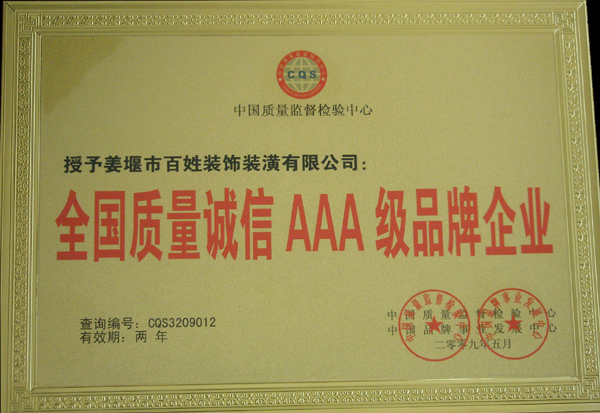 CQS
中国质量监督检验中心
授予姜堰市百姓装饰装潢有限公司:
全国质量诚信 AAA 级品牌企业
查询编号: CQS3209012
有效期: 两 年
中国质量监督检验中心
中国品牌事业发展中心
二零零九年五月